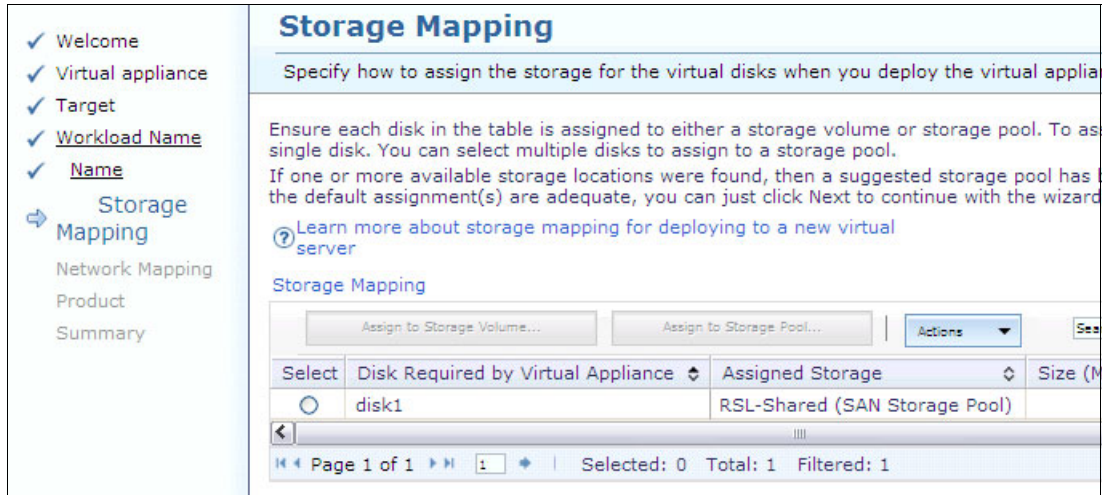 Welcome
Virtual appliance
Target
Workload Name
Name
Storage
Mapping
Network Mapping
Product
Summary
Storage Mapping
Specify how to assign the storage for the virtual disks when you deploy the virtual
Ensure each disk in the table is assigned to either a storage volume or storage pool. To
single disk. You can select multiple disks to assign to a storage pool.
If one or more available storage locations were found, then a suggested storage pool has
the default assignment(s) are adequate, you can just click Next to continue with the wizard
Learn more about storage mapping for deploying to a new virtual
server
Storage Mapping
Assign to Storage Volume... Assign to Storage Pool... Actions
Select Disk Required by Virtual Appliance Assigned Storage Size (M
disk1 RSL-Shared (SAN Storage Pool)
Page 1 of 1 1 Selected: 0 Total: 1 Filtered: 1